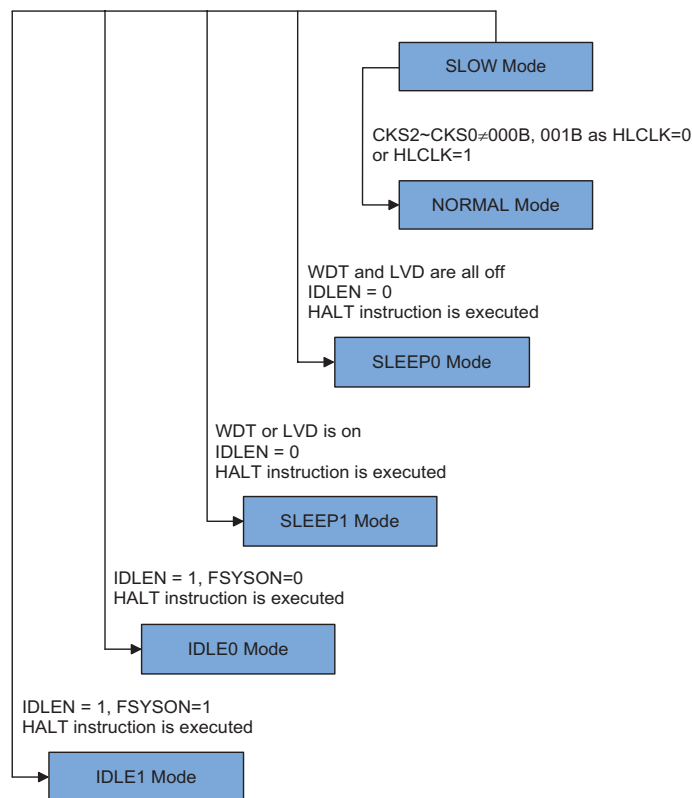 SLOW Mode
CKS2~CKS0≠000B, 001B as HLCLK=0
or HLCLK=1
NORMAL Mode
WDT and LVD are all off
IDLEN = 0
HALT instruction is executed
SLEEP0 Mode
WDT or LVD is on
IDLEN = 0
HALT instruction is executed
SLEEP1 Mode
IDLEN = 1, FSYSON=0
HALT instruction is executed
IDLE0 Mode
IDLEN = 1, FSYSON=1
HALT instruction is executed
IDLE1 Mode